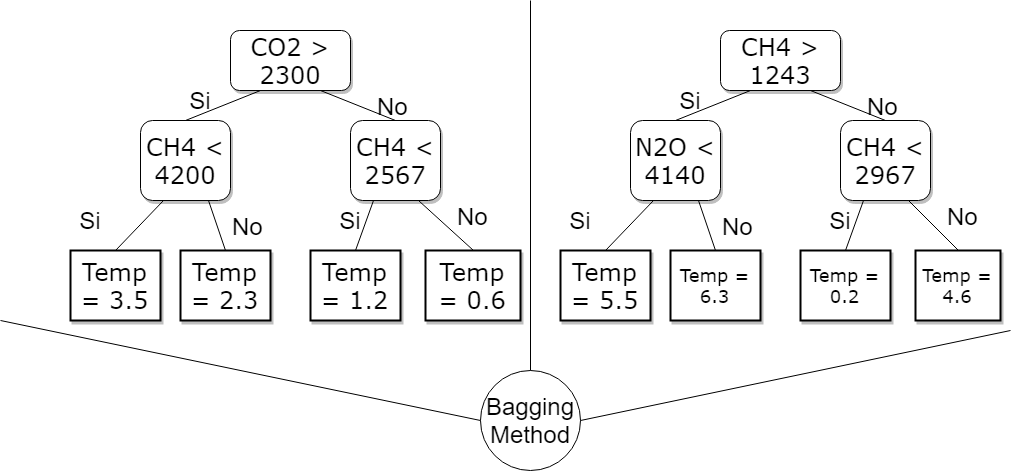 CO2 >
2300
Si
No
CH4 <
4200
CH4 <
2567
Si
No
Si
No
Temp
= 3.5
Temp
= 2.3
Temp
= 1.2
Temp
= 0.6
CH4 >
1243
Si
No
N2O <
4140
CH4 <
2967
Si
No
Si
No
Temp
= 5.5
Temp =
6.3
Temp =
0.2
Temp =
4.6
Bagging
Method